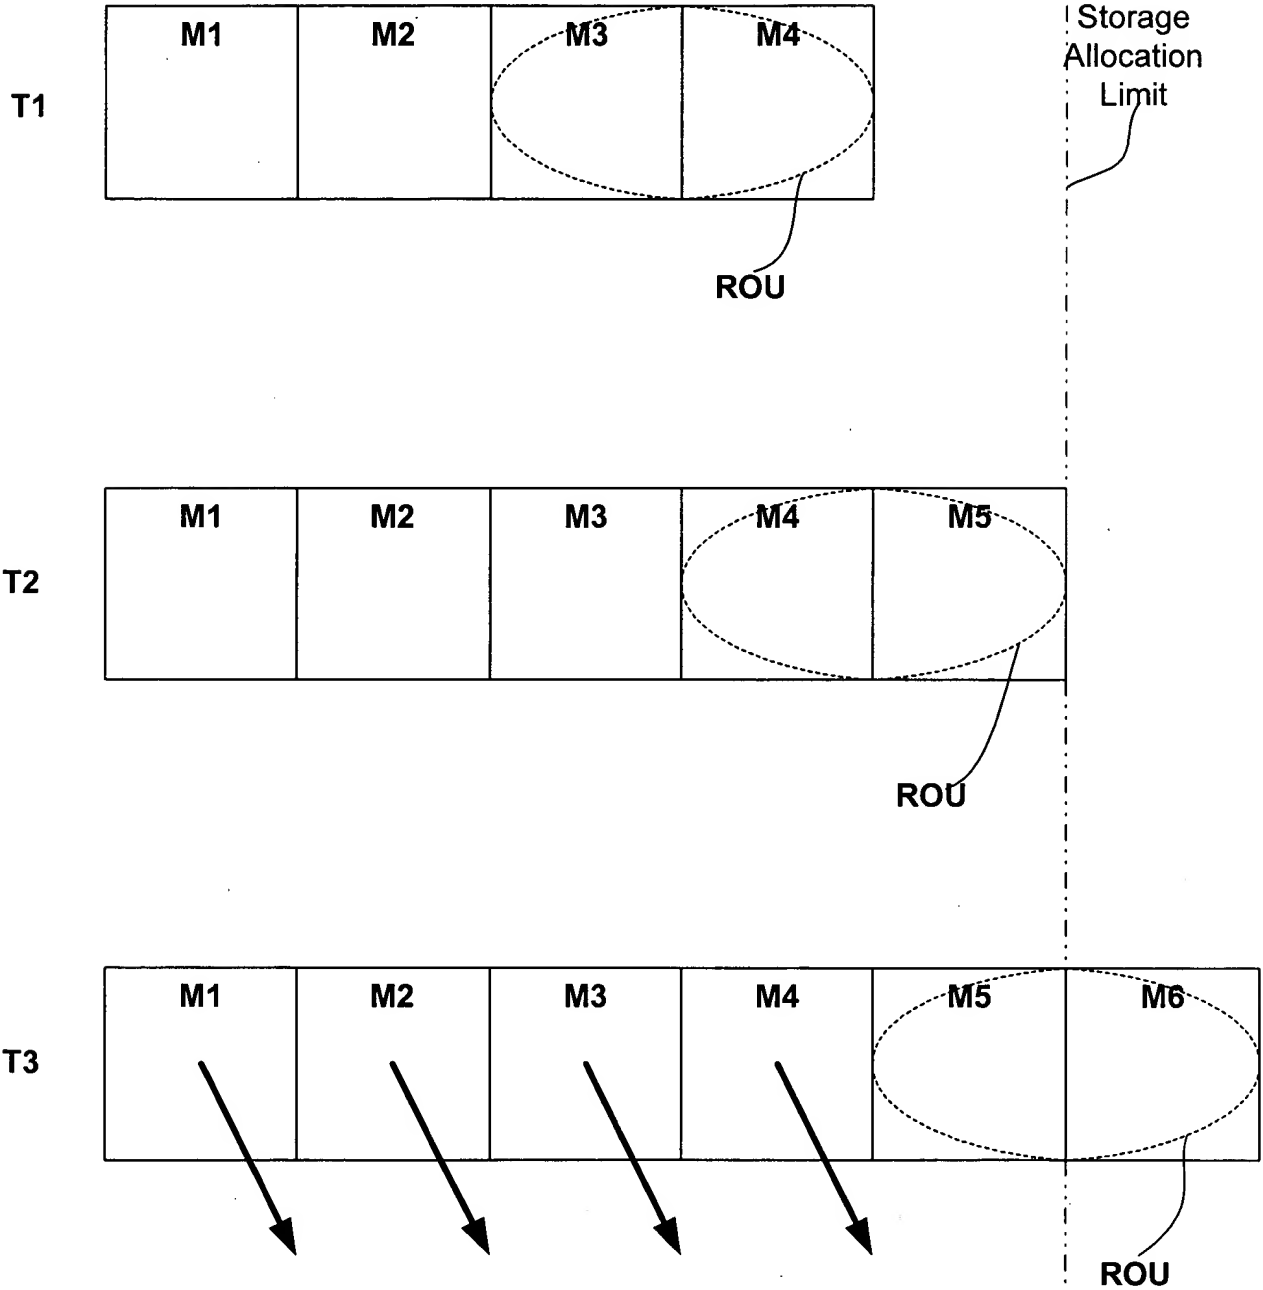 M1 M2 M3 M4
Storage
Allocation
Limit
T1
ROU
M1 M2 M3 M4 M5
T2
ROU
M1 M2 M3 M4 M5 M6
T3
ROU